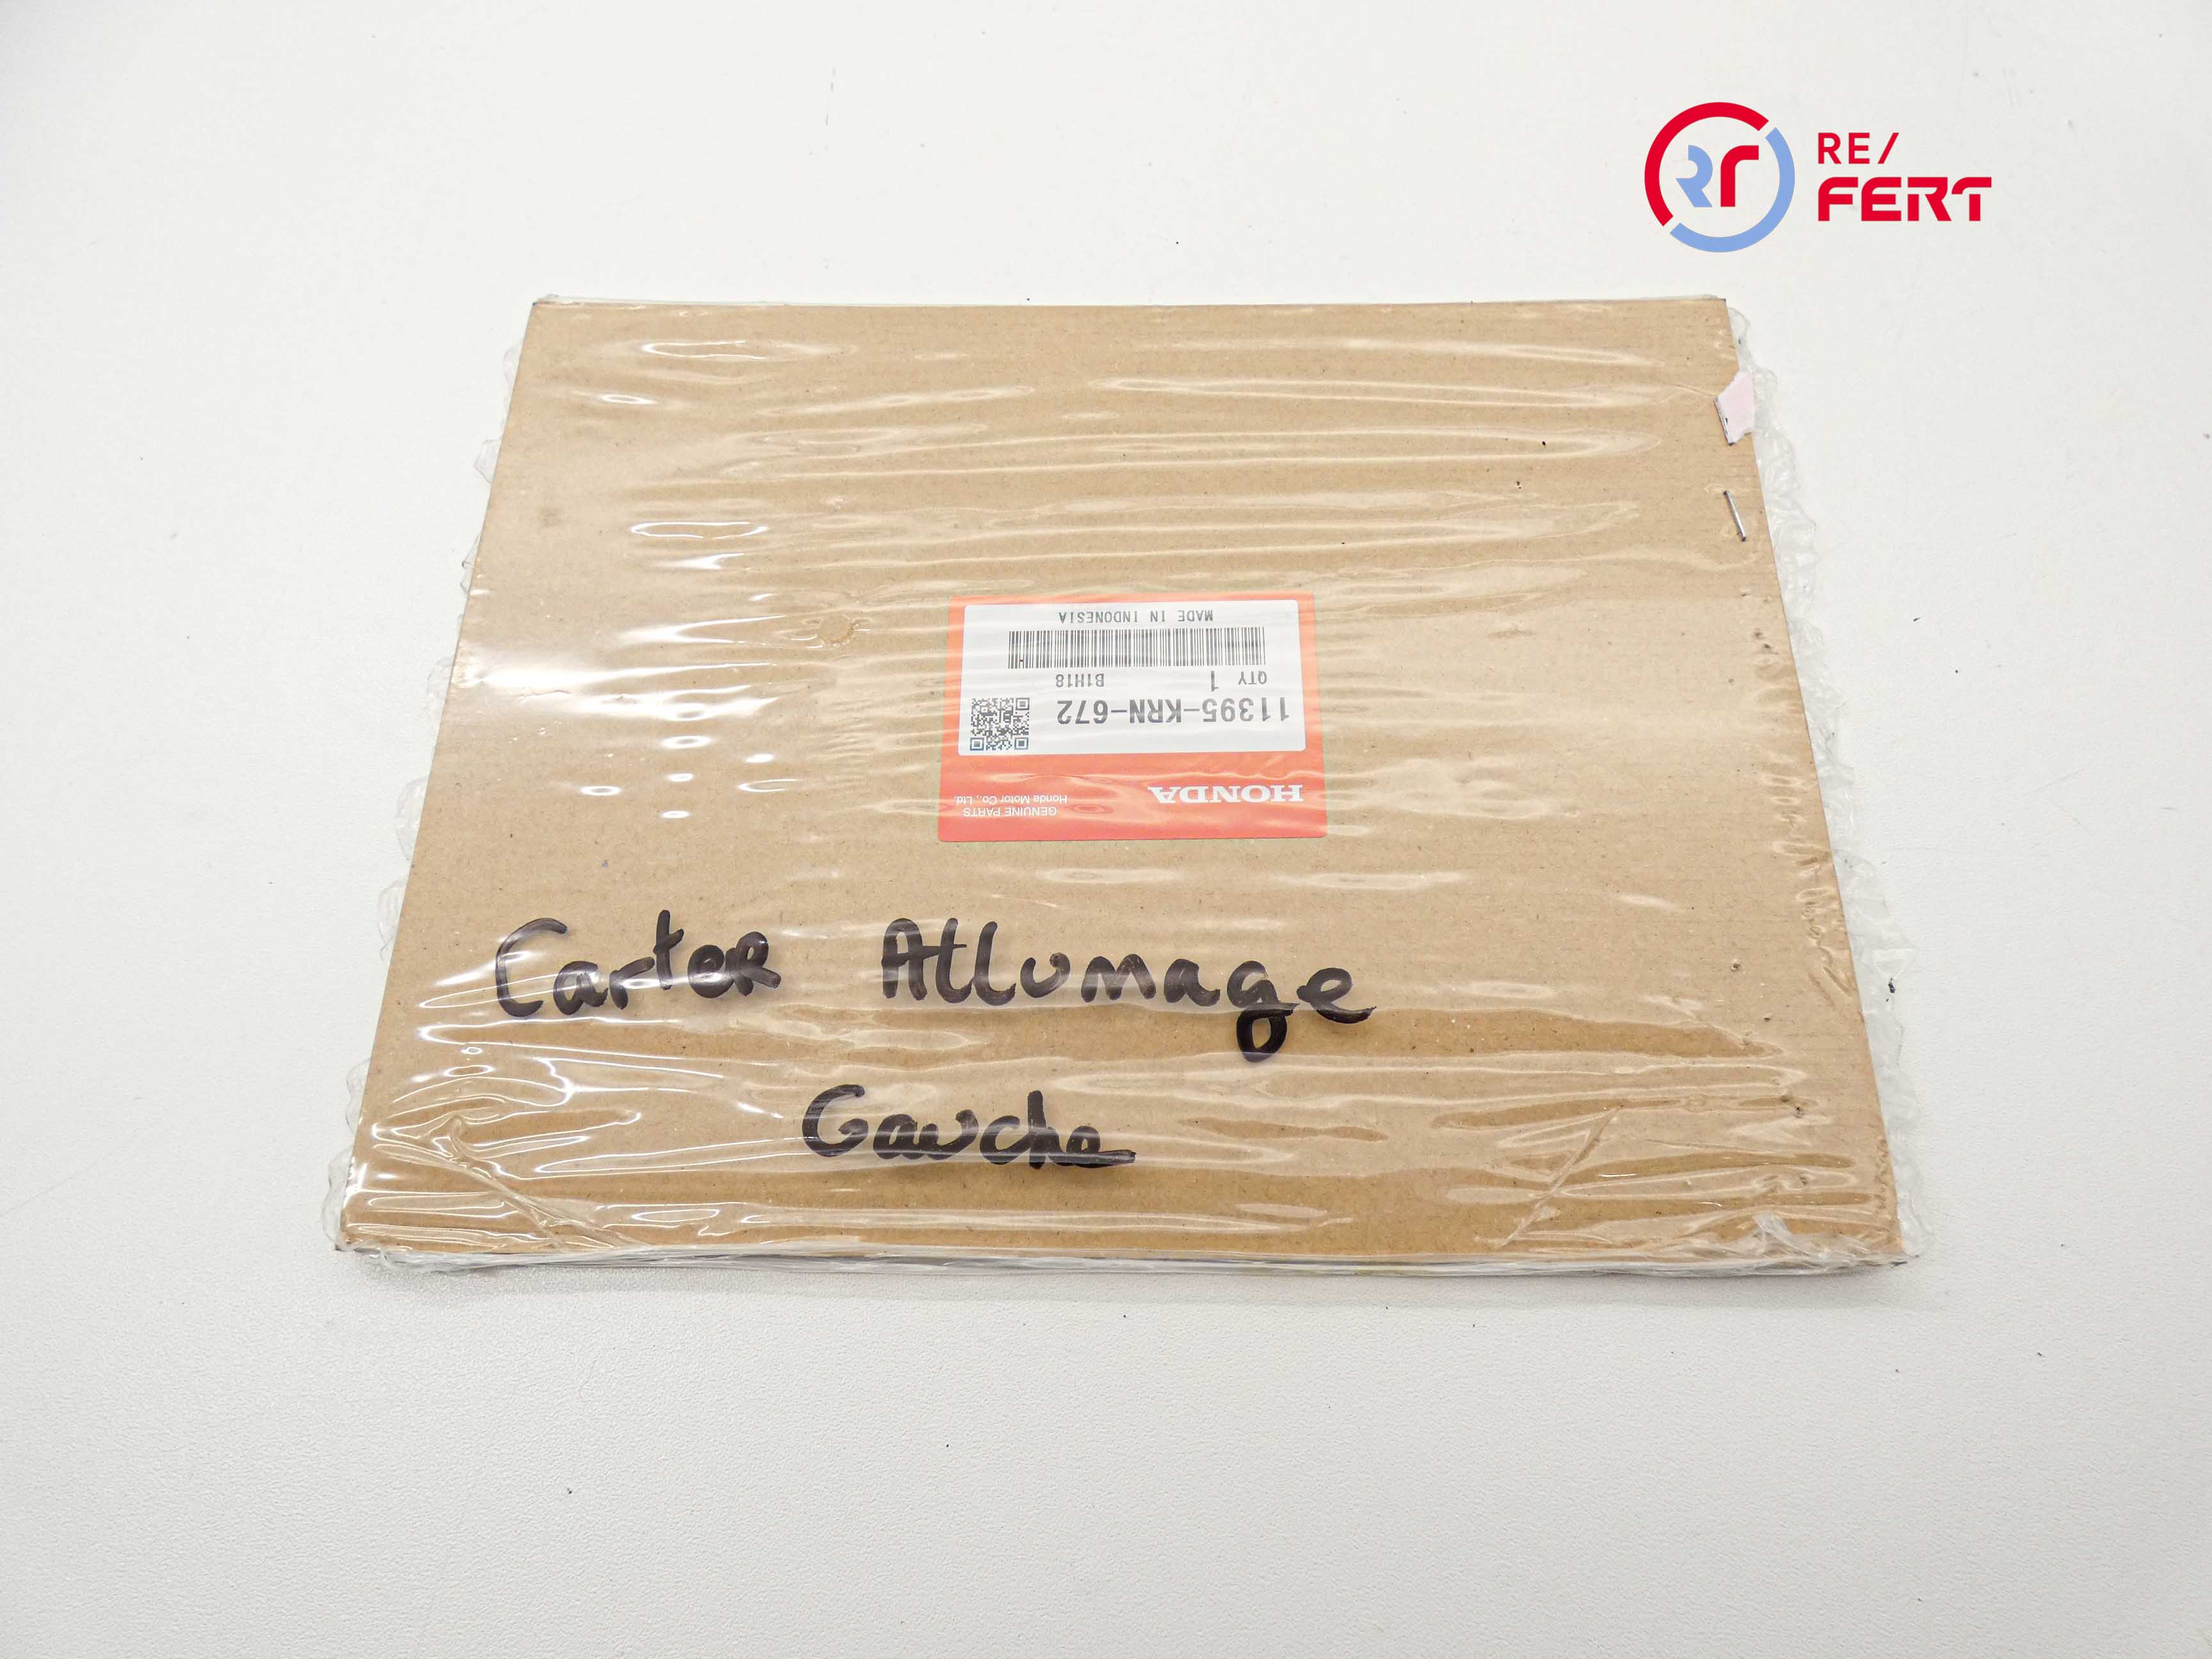 RE/
FERT
Carter Allumage
Gauche
HONDA
GENUINE PARTS
Honda Motor Co., Ltd.
11395-KRN-672
QTY 1 B1H18
MADE IN INDONESIA